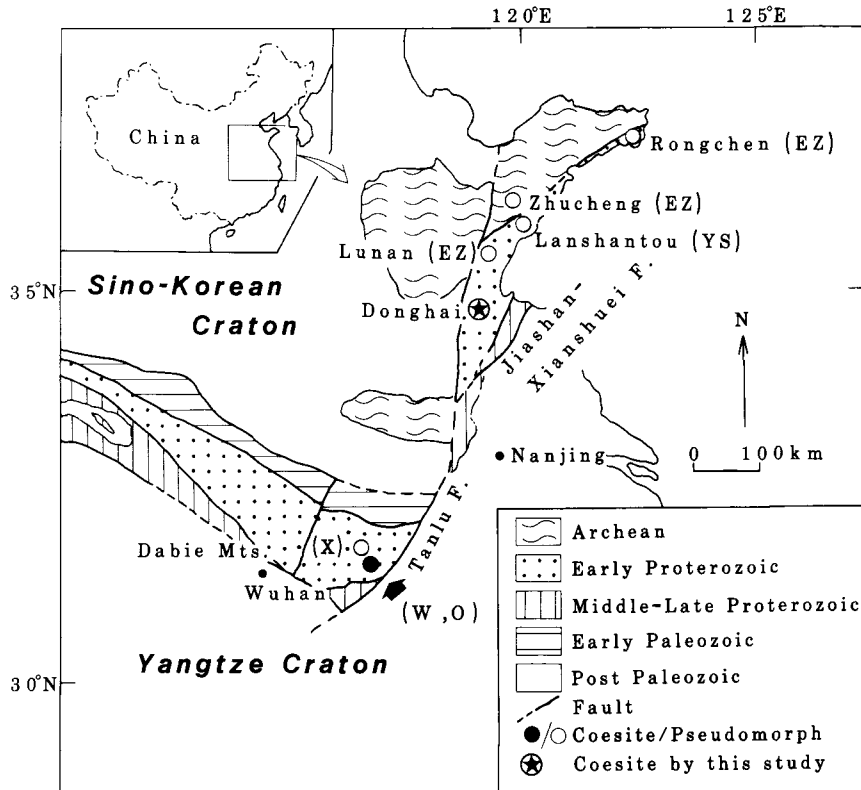 120°E
125°E
China
Rongchen (EZ)
Zhucheng (EZ)
Lanshantou (YS)
Lunan (EZ)
35°N
Sino-Korean
Craton
Donghai
Jiashan-
Xianshuei F.
N
0 100km
Nanjing
Tanlu F.
Dabie Mts.
(X)
Wuhan
(W,O)
Yangtze Craton
30°N
Archean
Early Proterozoic
Middle-Late Proterozoic
Early Paleozoic
Post Paleozoic
Fault
/ Coesite/Pseudomorph
Coesite by this study